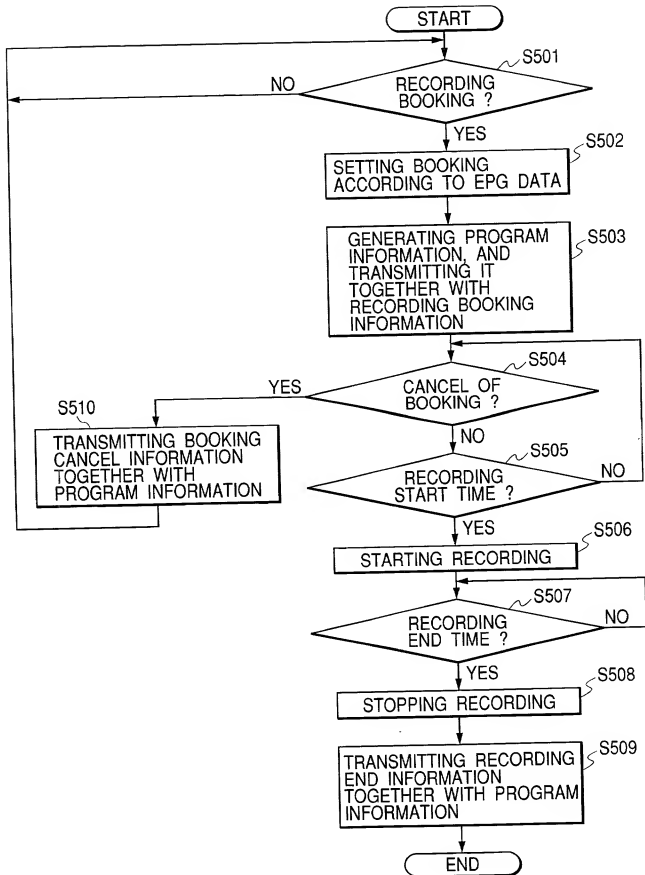 START
S501
RECORDING
BOOKING ?
NO
YES
S502
SETTING BOOKING
ACCORDING TO EPG DATA
S503
GENERATING PROGRAM
INFORMATION, AND
TRANSMITTING IT
TOGETHER WITH
RECORDING BOOKING
INFORMATION
S504
CANCEL OF
BOOKING ?
YES
NO
S510
TRANSMITTING BOOKING
CANCEL INFORMATION
TOGETHER WITH
PROGRAM INFORMATION
S505
RECORDING
START TIME ?
NO
YES
S506
STARTING RECORDING
S507
RECORDING
END TIME ?
NO
YES
S508
STOPPING RECORDING
S509
TRANSMITTING RECORDING
END INFORMATION
TOGETHER WITH PROGRAM
INFORMATION
END